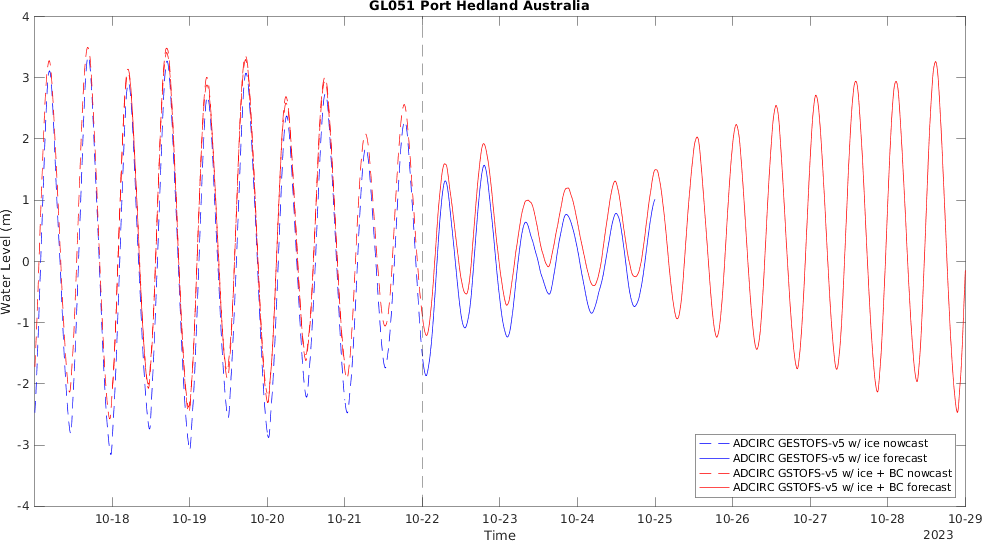 GL051 Port Hedland Australia
4
3
2
1
0
-1
-2
-3
-4
Water Level (m)
ADCIRC GESTOFS-v5 w/ ice nowcast
ADCIRC GESTOFS-v5 w/ ice forecast
ADCIRC GSTOFS-v5 w/ ice + BC nowcast
ADCIRC GSTOFS-v5 w/ ice + BC forecast
10-18 10-19 10-20 10-21 10-22 10-23 10-24 10-25 10-26 10-27 10-28 10-29
Time 2023